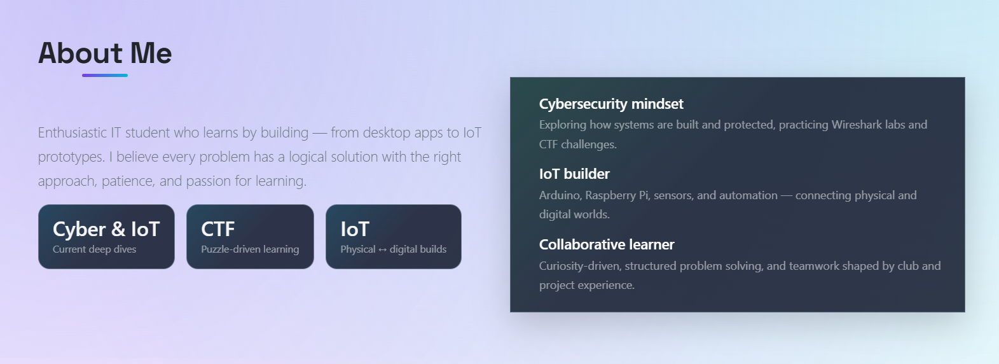 About Me
Enthusiastic IT student who learns by building — from desktop apps to IoT
prototypes. I believe every problem has a logical solution with the right
approach, patience, and passion for learning.
Cyber & IoT
Current deep dives
CTF
Puzzle-driven learning
IoT
Physical ↔ digital builds
Cybersecurity mindset
Exploring how systems are built and protected, practicing Wireshark labs and
CTF challenges.
IoT builder
Arduino, Raspberry Pi, sensors, and automation — connecting physical and
digital worlds.
Collaborative learner
Curiosity-driven, structured problem solving, and teamwork shaped by club and
project experience.